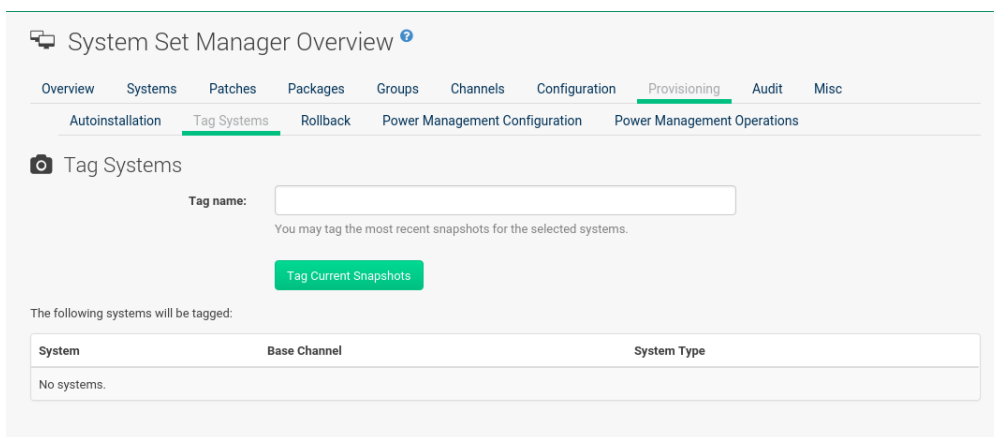 System Set Manager Overview ?
Overview Systems Patches Packages Groups Channels Configuration Provisioning Audit Misc
Autoinstallation Tag Systems Rollback Power Management Configuration Power Management Operations
Tag Systems
Tag name:
You may tag the most recent snapshots for the selected systems.
Tag Current Snapshots
The following systems will be tagged:
System Base Channel System Type
No systems.